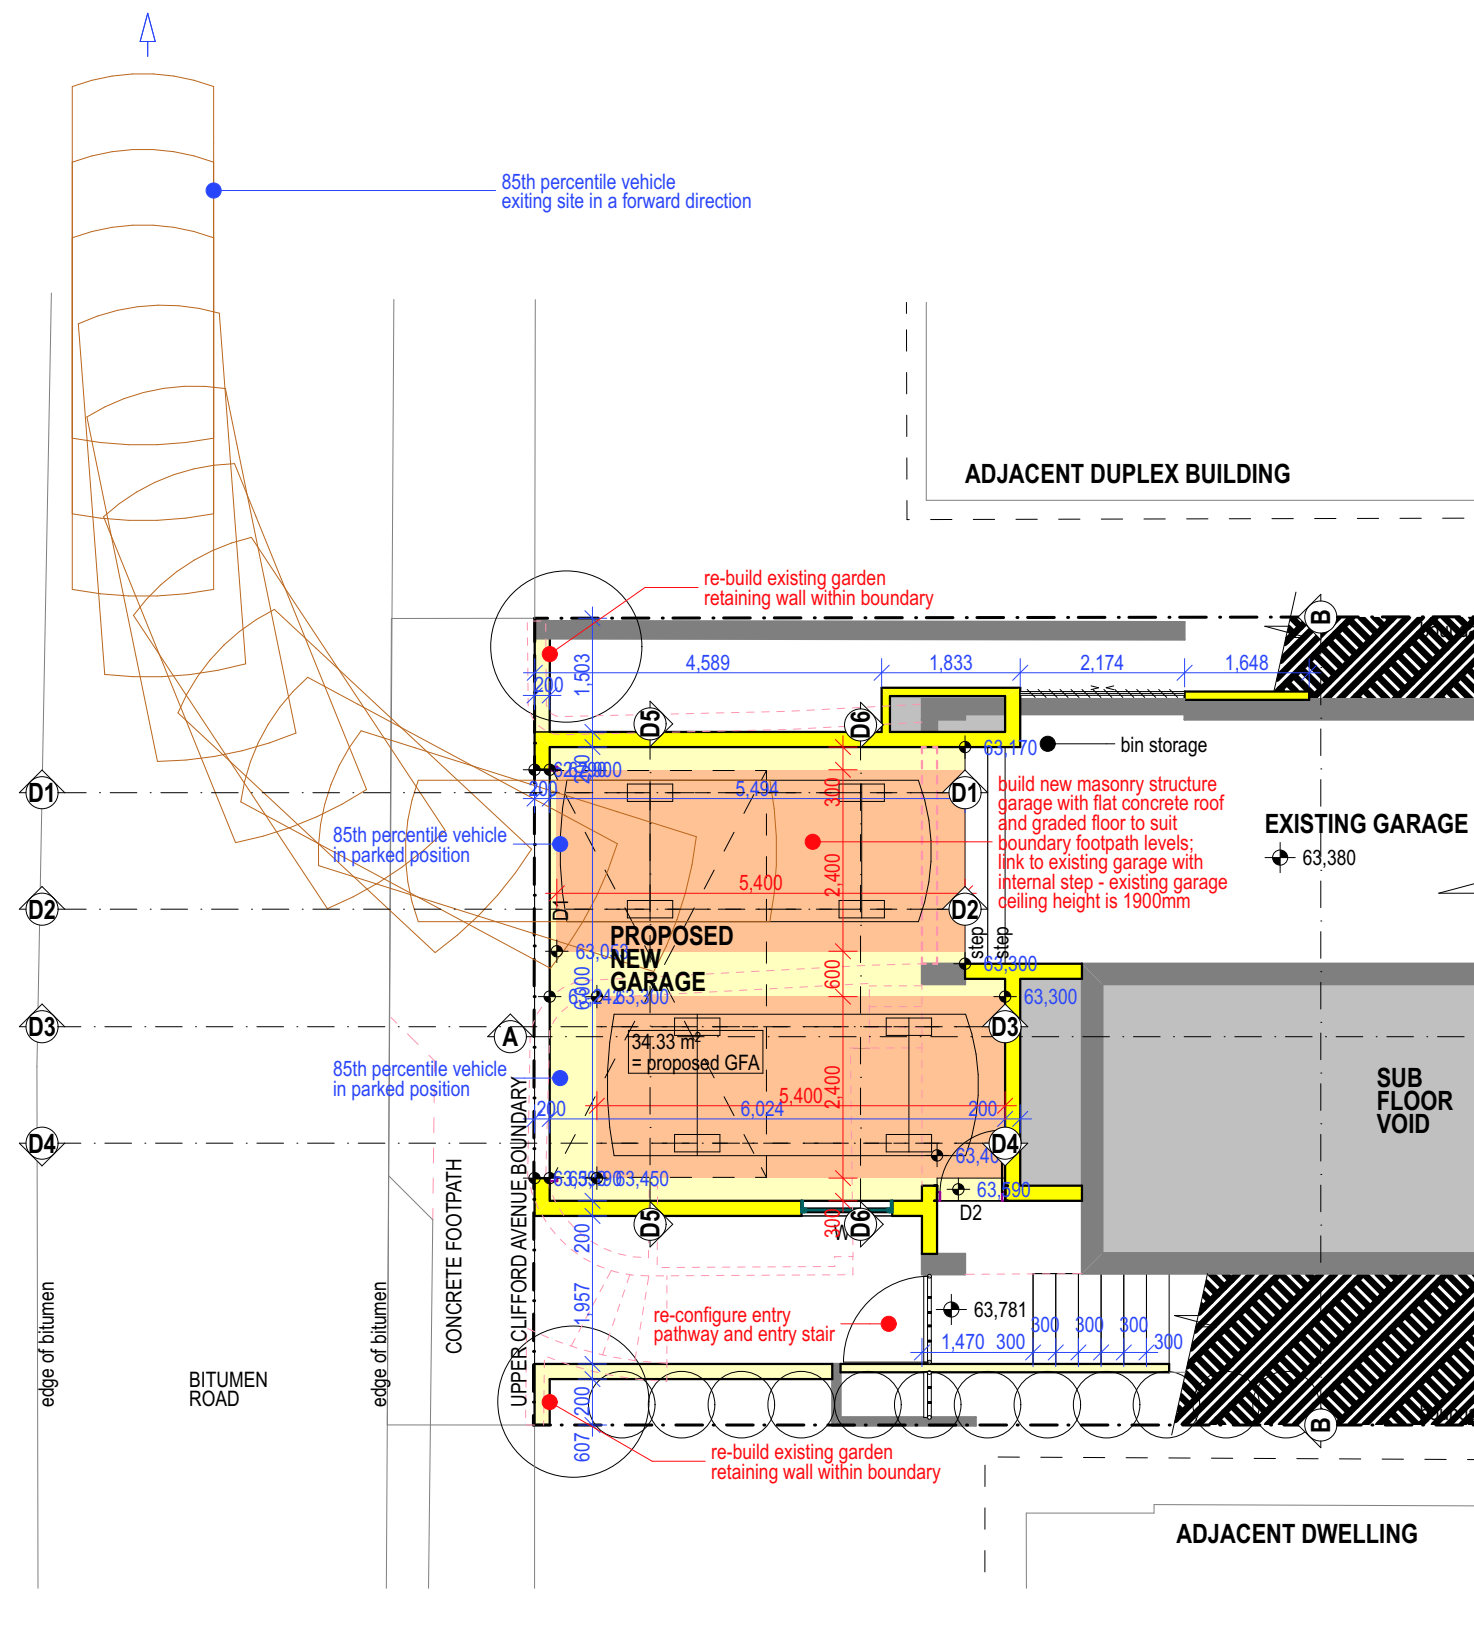 85th percentile vehicle
exiting site in a forward direction
ADJACENT DUPLEX BUILDING
re-build existing garden
retaining wall within boundary
B
4,589
1,833
2,174
1,648
1,503
200
D5
D6
63,170
bin storage
200
5,494
300
D1
D1
build new masonry structure
garage with flat concrete roof
and graded floor to suit
boundary footpath levels;
link to existing garage with
internal step - existing garage
ceiling height is 1900mm
EXISTING GARAGE
63,380
85th percentile vehicle
in parked position
5,400
2,400
D2
D1
D2
PROPOSED
NEW
GARAGE
step
step
63,053
63,300
600
63,300
63,300
D3
A
D3
34.33 m²
= proposed GFA
85th percentile vehicle
in parked position
5,400
2,400
200
6,024
200
SUB
FLOOR
VOID
D4
D4
63,450
63,590
D2
D5
D6
300
W
200
CONCRETE FOOTPATH
UPPER CLIFFORD AVENUE BOUNDARY
1,957
re-configure entry
pathway and entry stair
63,781
1,470
300
300
300
300
300
edge of bitumen
BITUMEN
ROAD
edge of bitumen
200
607
B
re-build existing garden
retaining wall within boundary
ADJACENT DWELLING